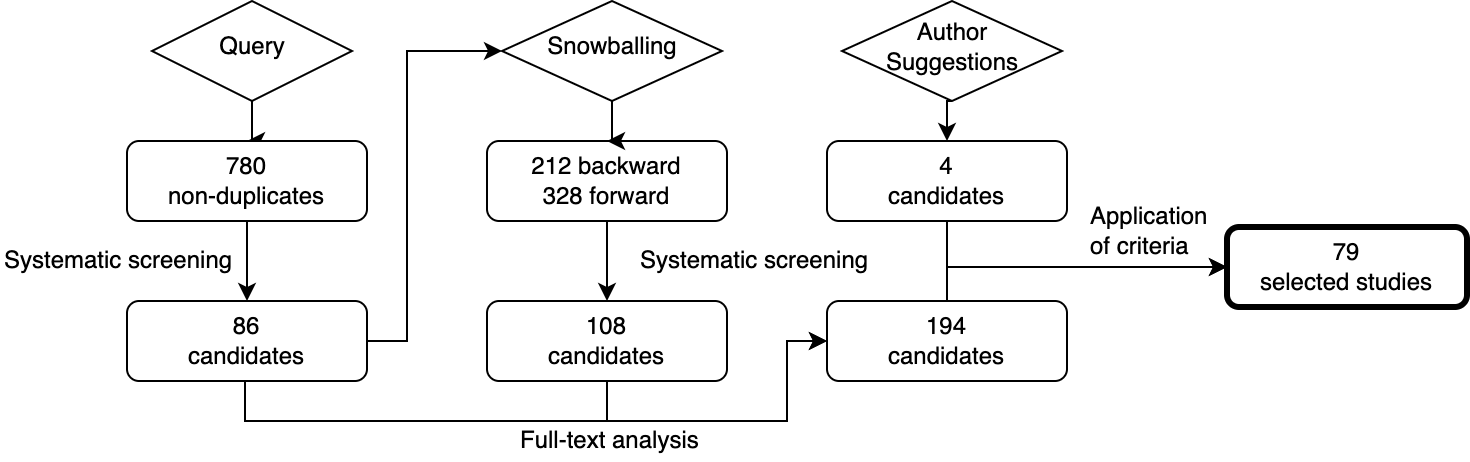 Query
Snowballing
Author
Suggestions
780
non-duplicates
212 backward
328 forward
4
candidates
Application
of criteria
79
selected studies
Systematic screening
Systematic screening
86
candidates
108
candidates
194
candidates
Full-text analysis